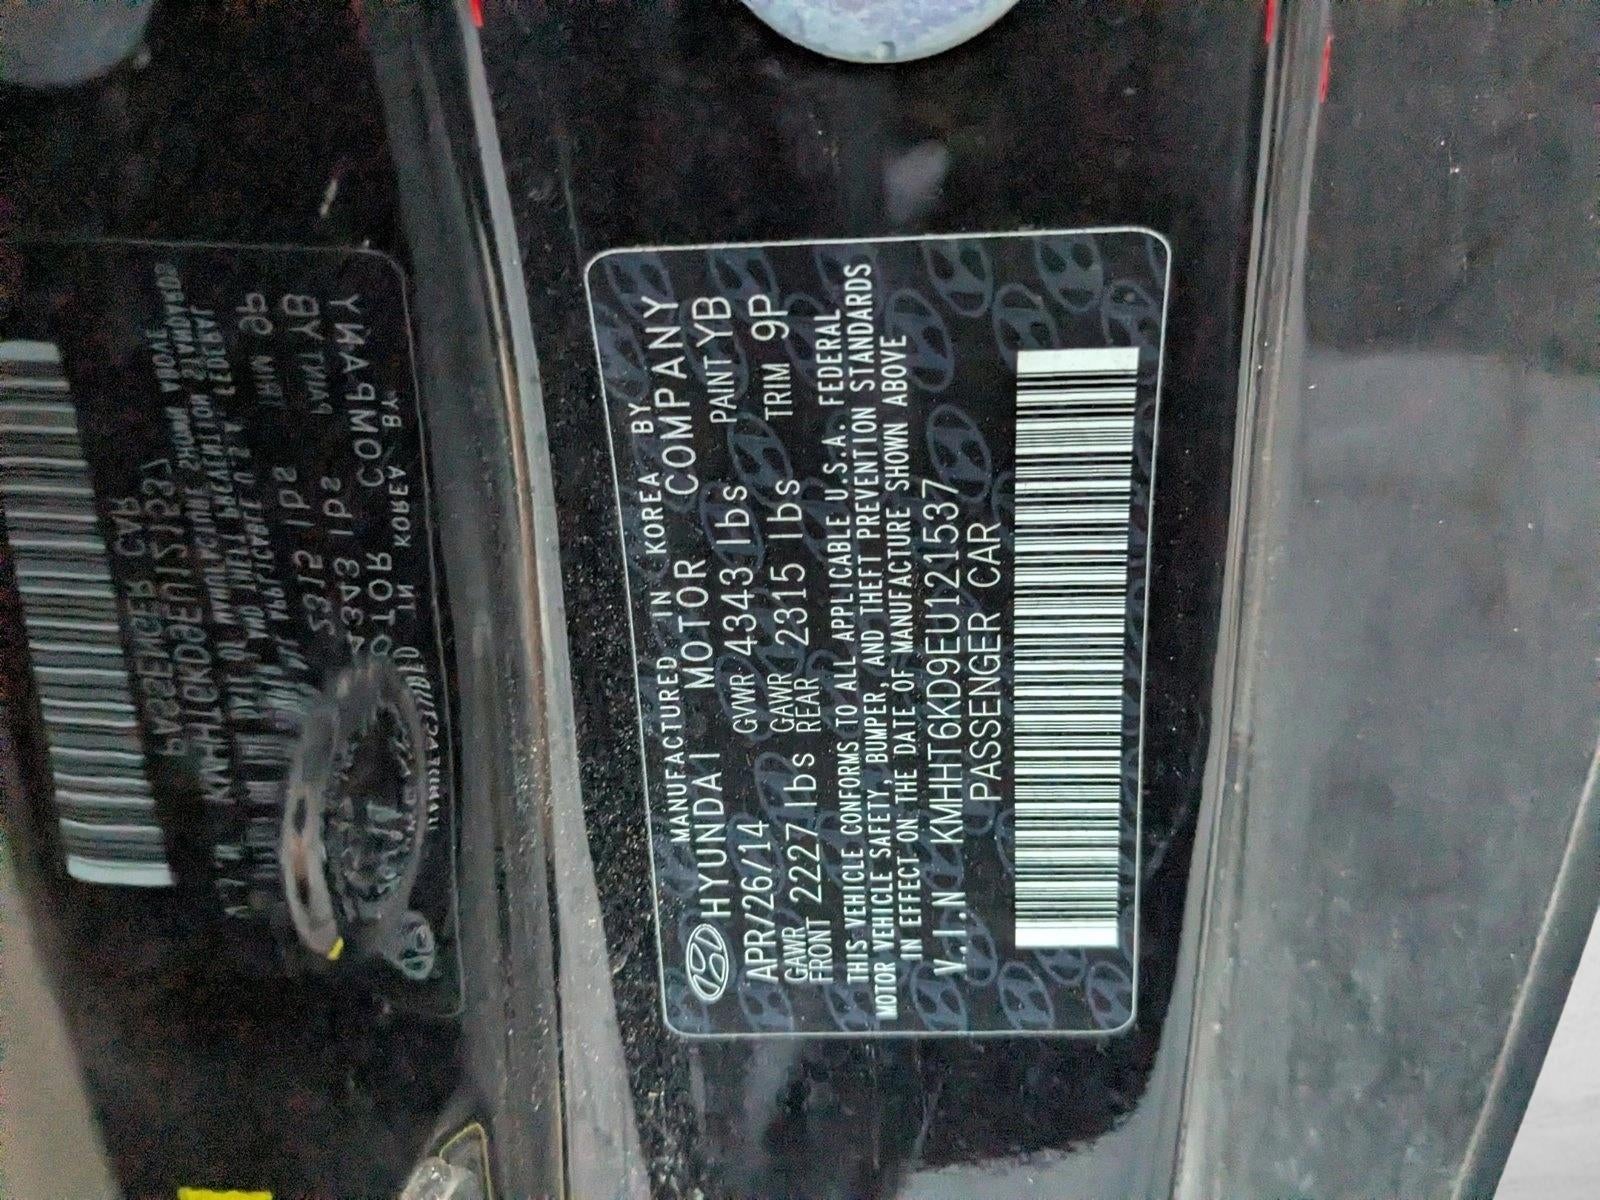 MANUFACTURED IN KOREA BY
HYUNDAI MOTOR COMPANY
APR/26/14 GVWR 4343 lbs PAINT YB
GAWR FRONT 2227 lbs GAWR REAR 2315 lbs TRIM 9P
THIS VEHICLE CONFORMS TO ALL APPLICABLE U.S.A. FEDERAL
MOTOR VEHICLE SAFETY, BUMPER, AND THEFT PREVENTION STANDARDS
IN EFFECT ON THE DATE OF MANUFACTURE SHOWN ABOVE
V.I.N KMHHT6KD9EU121537
PASSENGER CAR